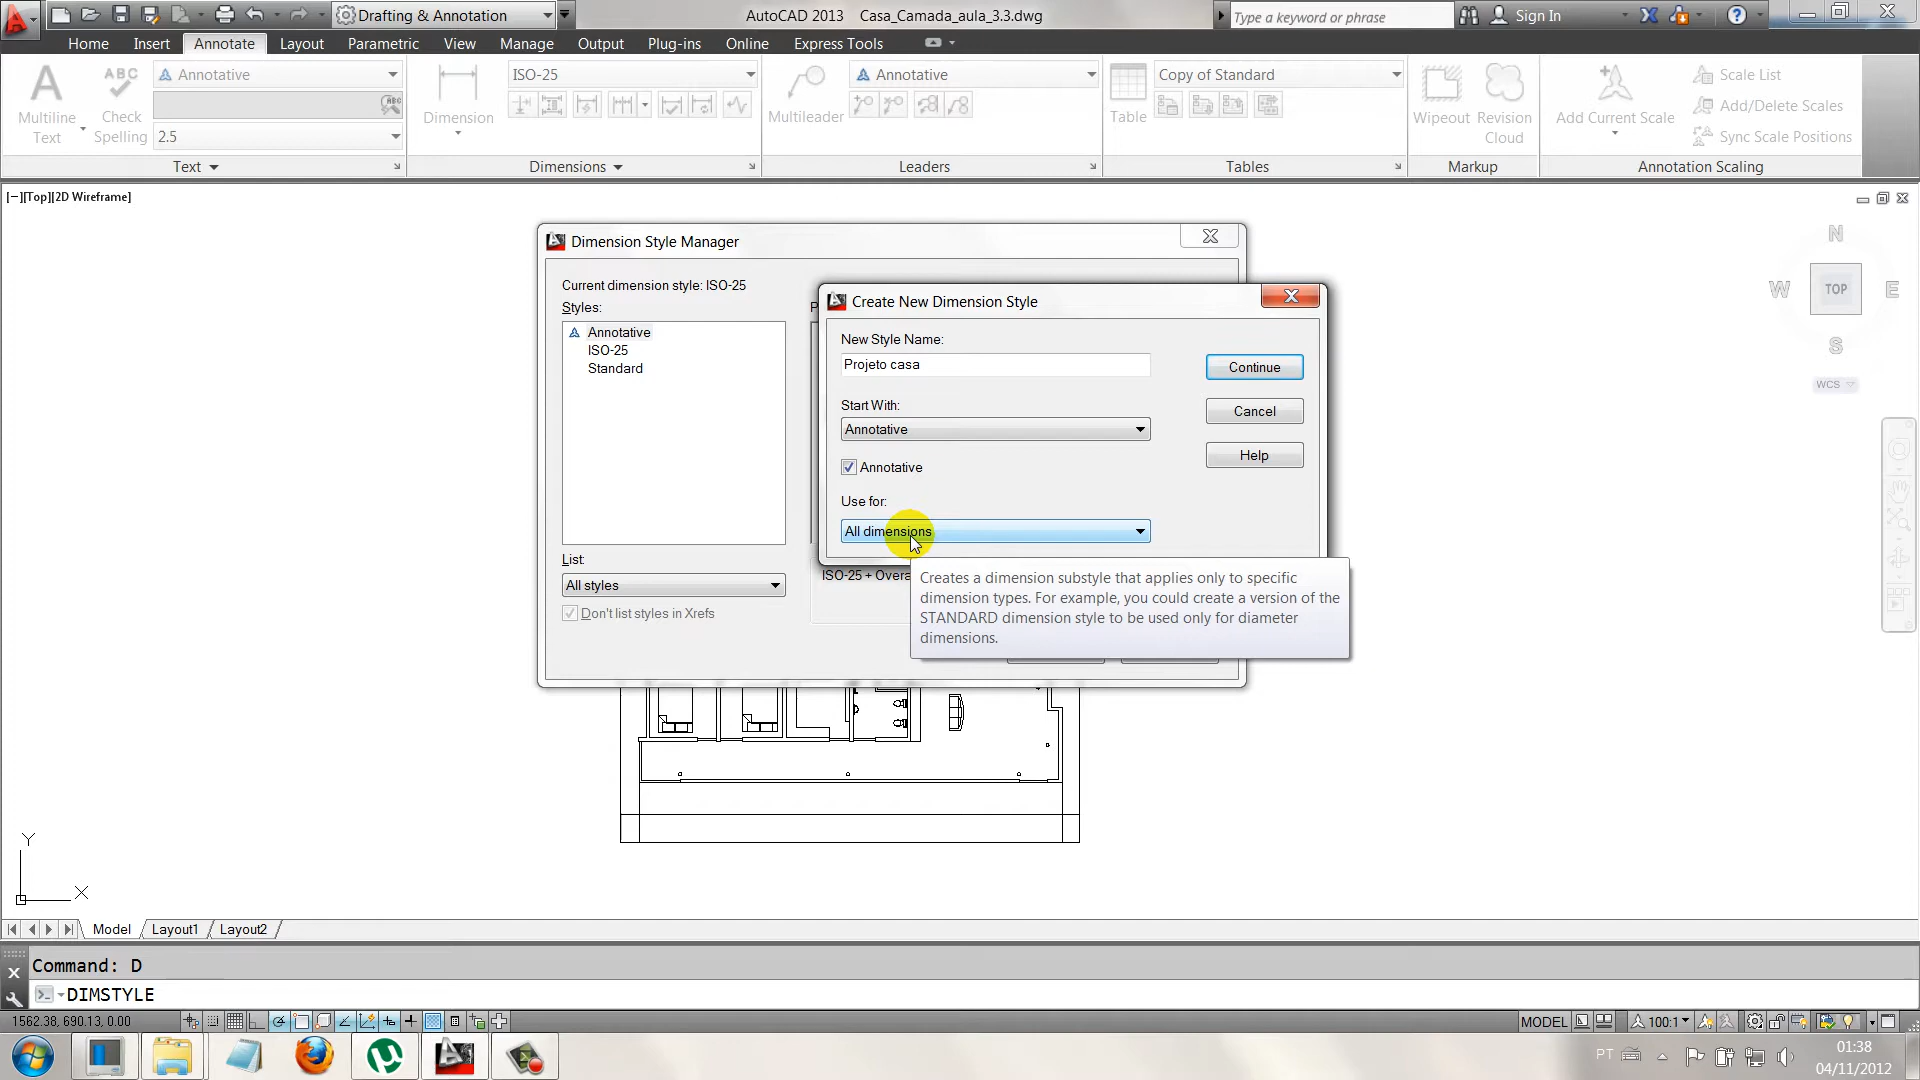 Drafting & Annotation
AutoCAD 2013 Casa_Camada_aula_3.3.dwg
Type a keyword or phrase
Sign In
Home Insert Annotate Layout Parametric View Manage Output Plug-ins Online Express Tools
Multiline Text
ABC
Check Spelling
Annotative
ABC
2.5
Dimension
ISO-25
Multileader
Annotative
Table
Copy of Standard
Wipeout
Revision Cloud
Add Current Scale
Scale List
Add/Delete Scales
Sync Scale Positions
Text Dimensions Leaders Tables Markup Annotation Scaling
[−][Top][2D Wireframe]
N
W TOP E
S
WCS
Dimension Style Manager
Current dimension style: ISO-25
Styles:
Annotative
ISO-25
Standard
List:
All styles
Don't list styles in Xrefs
P
ISO-25 + Overa
Create New Dimension Style
New Style Name:
Projeto casa
Continue
Start With:
Cancel
Annotative
Help
Annotative
Use for:
All dimensions
Creates a dimension substyle that applies only to specific
dimension types. For example, you could create a version of the
STANDARD dimension style to be used only for diameter
dimensions.
Y
X
Model Layout1 Layout2
Command: D
DIMSTYLE
1562.38, 690.13, 0.00
MODEL
100:1
PT
01:38
04/11/2012